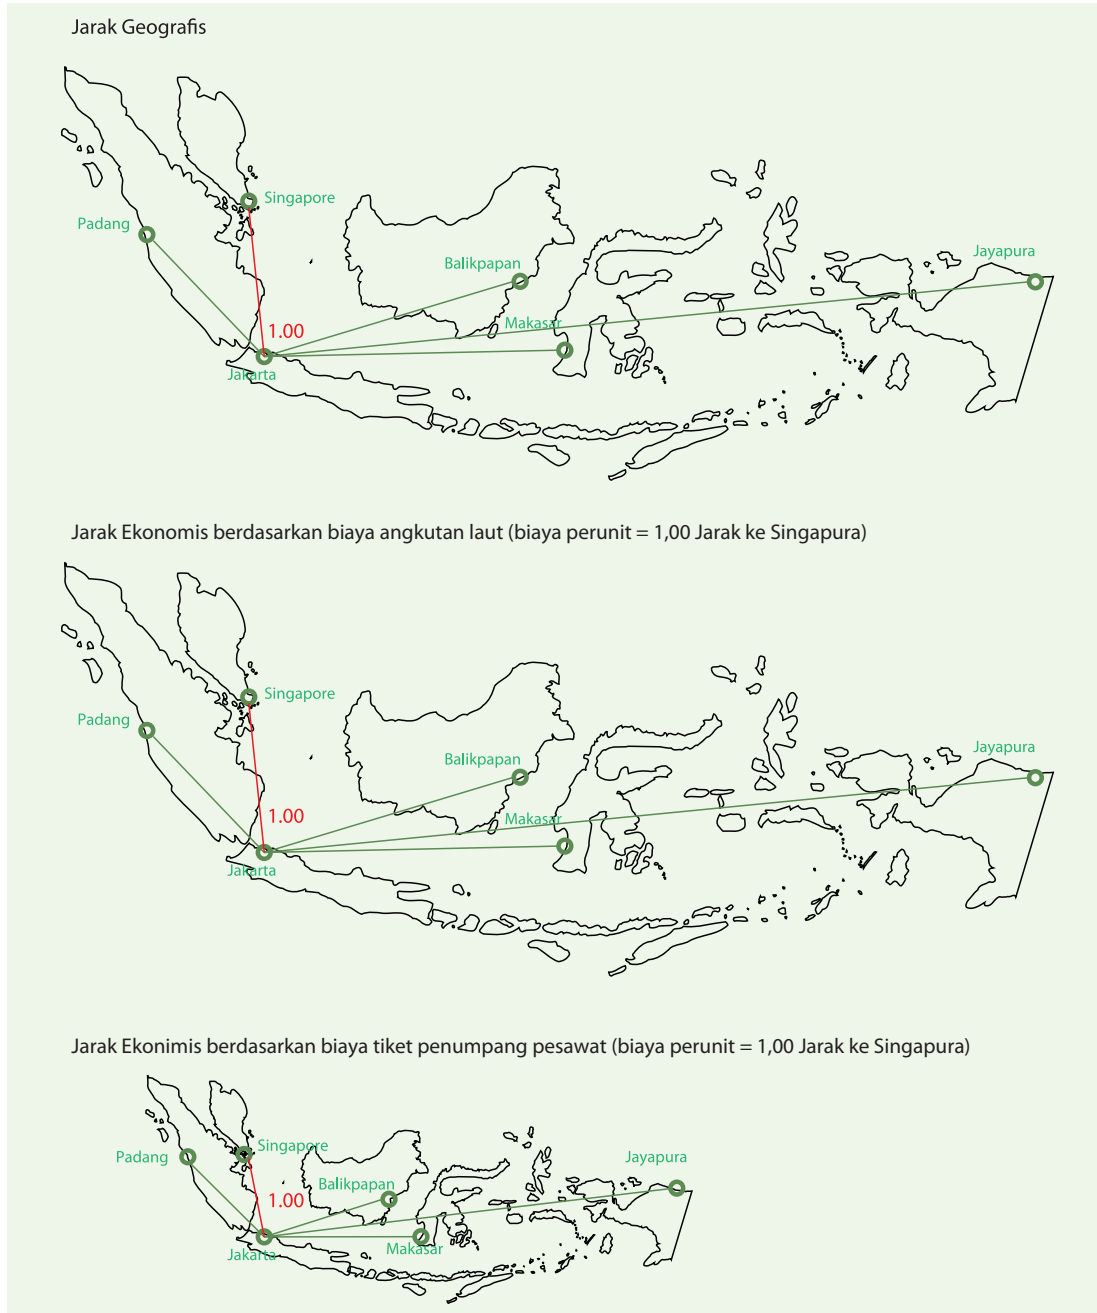 Jarak Geografis
Singapore
Padang
Balikpapan
Jayapura
Makasar
1.00
Jakarta
Jarak Ekonomis berdasarkan biaya angkutan laut (biaya perunit = 1,00 Jarak ke Singapura)
Singapore
Padang
Balikpapan
Jayapura
1.00
Makasar
Jakarta
Jarak Ekonimis berdasarkan biaya tiket penumpang pesawat (biaya perunit = 1,00 Jarak ke Singapura)
Singapore
Padang
Jayapura
Balikpapan
1.00
Makasar
Jakarta